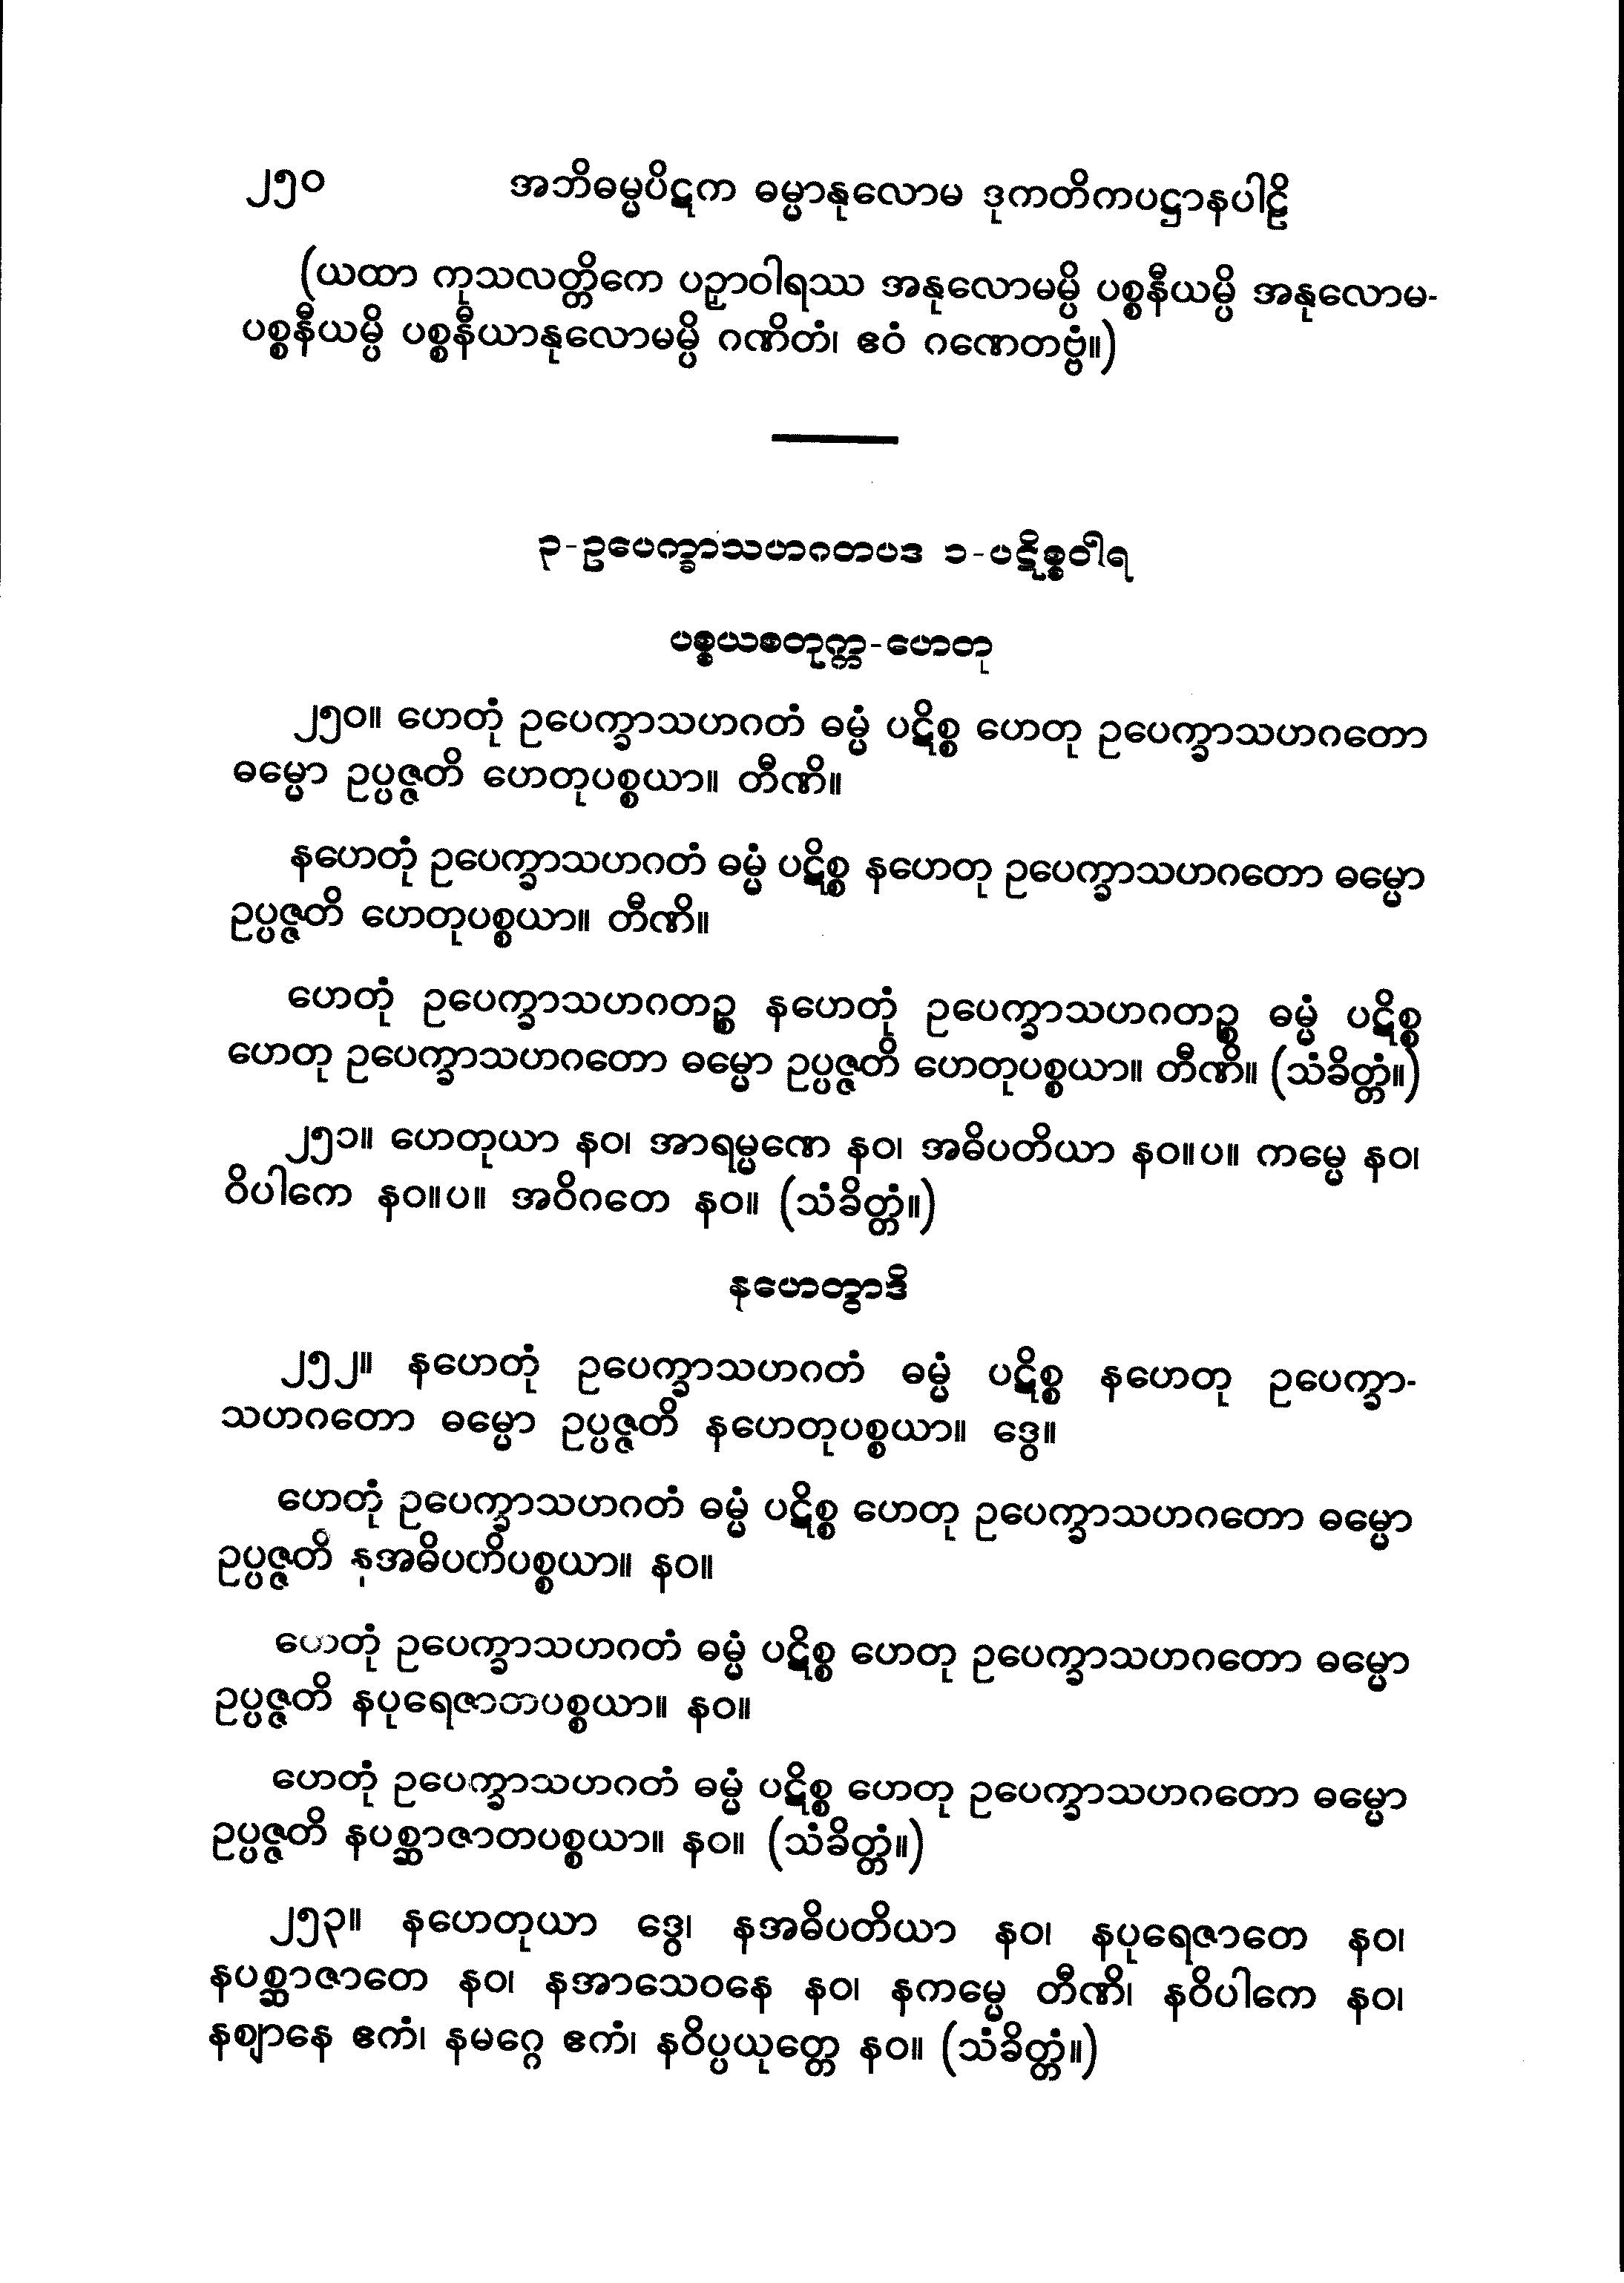 ၂၅၀ အဘိဓမ္မပိဋက ဓမ္မာနုလောမ ဒုကတိကပဋ္ဌာနပါဠိ
(ယထာ ကုသလတ္တိကေ ပဉှာဝါရဿ အနုလောမမ္ပိ ပစ္စနီယမ္ပိ အနုလောမ-
ပစ္စနီယမ္ပိ ပစ္စနီယာနုလောမမ္ပိ ဂဏိတံ၊ ဧဝံ ဂဏေတဗ္ဗံ။)
၃-ဥပေက္ခာသဟဂတပဒ ၁-ပဋိစ္စဝါရ
ပစ္စယစတုက္က-ဟေတု
၂၅၀။ ဟေတုံ ဥပေက္ခာသဟဂတံ ဓမ္မံ ပဋိစ္စ ဟေတု ဥပေက္ခာသဟဂတော
ဓမ္မော ဥပ္ပဇ္ဇတိ ဟေတုပစ္စယာ။ တီဏိ။
နဟေတုံ ဥပေက္ခာသဟဂတံ ဓမ္မံ ပဋိစ္စ နဟေတု ဥပေက္ခာသဟဂတော ဓမ္မော
ဥပ္ပဇ္ဇတိ ဟေတုပစ္စယာ။ တီဏိ။
ဟေတုံ ဥပေက္ခာသဟဂတဉ္စ နဟေတုံ ဥပေက္ခာသဟဂတဉ္စ ဓမ္မံ ပဋိစ္စ
ဟေတု ဥပေက္ခာသဟဂတော ဓမ္မော ဥပ္ပဇ္ဇတိ ဟေတုပစ္စယာ။ တီဏိ။ (သံခိတ္တံ။)
၂၅၁။ ဟေတုယာ နဝ၊ အာရမ္မဏေ နဝ၊ အဓိပတိယာ နဝ။ပ။ ကမ္မေ နဝ၊
ဝိပါကေ နဝ။ပ။ အဝိဂတေ နဝ။ (သံခိတ္တံ။)
နဟေတွာဒိ
၂၅၂။ နဟေတုံ ဥပေက္ခာသဟဂတံ ဓမ္မံ ပဋိစ္စ နဟေတု ဥပေက္ခာ-
သဟဂတော ဓမ္မော ဥပ္ပဇ္ဇတိ နဟေတုပစ္စယာ။ ဒွေ။
ဟေတုံ ဥပေက္ခာသဟဂတံ ဓမ္မံ ပဋိစ္စ ဟေတု ဥပေက္ခာသဟဂတော ဓမ္မော
ဥပ္ပဇ္ဇတိ နအဓိပတိပစ္စယာ။ နဝ။
ဟေတုံ ဥပေက္ခာသဟဂတံ ဓမ္မံ ပဋိစ္စ ဟေတု ဥပေက္ခာသဟဂတော ဓမ္မော
ဥပ္ပဇ္ဇတိ နပုရေဇာတပစ္စယာ။ နဝ။
ဟေတုံ ဥပေက္ခာသဟဂတံ ဓမ္မံ ပဋိစ္စ ဟေတု ဥပေက္ခာသဟဂတော ဓမ္မော
ဥပ္ပဇ္ဇတိ နပစ္ဆာဇာတပစ္စယာ။ နဝ။ (သံခိတ္တံ။)
၂၅၃။ နဟေတုယာ ဒွေ၊ နအဓိပတိယာ နဝ၊ နပုရေဇာတေ နဝ၊
နပစ္ဆာဇာတေ နဝ၊ နအာသေဝနေ နဝ၊ နကမ္မေ တီဏိ၊ နဝိပါကေ နဝ၊
နဈာနေ ဧကံ၊ နမဂ္ဂေ ဧကံ၊ နဝိပ္ပယုတ္တေ နဝ။ (သံခိတ္တံ။)